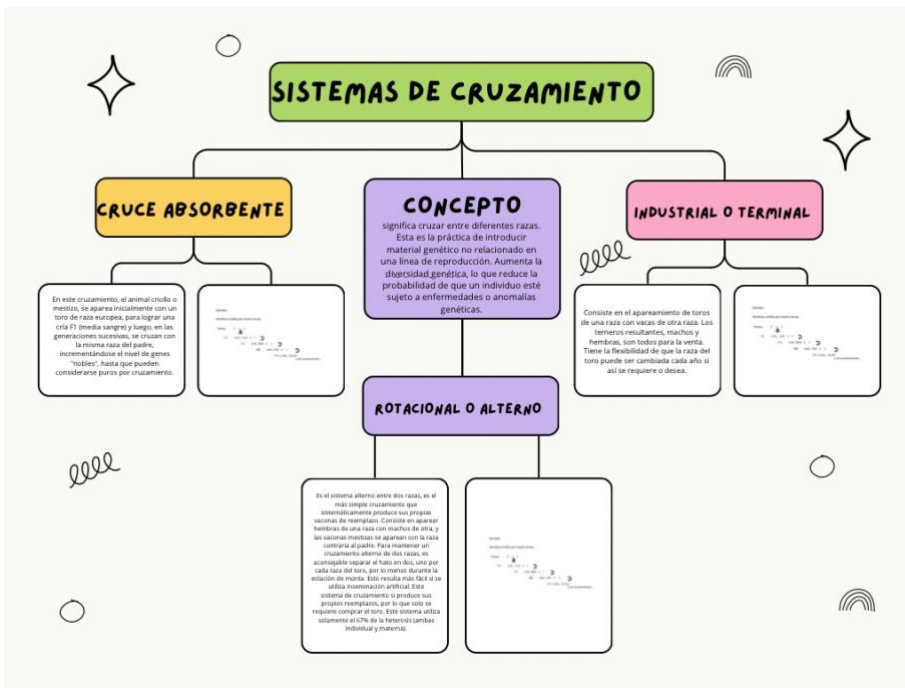 SISTEMAS DE CRUZAMIENTO
CRUCE ABSORBENTE
CONCEPTO
significa cruzar entre diferentes razas.
Esta es la práctica de introducir
material genético no relacionado en
una línea de reproducción. Aumenta la
diversidad genética, lo que reduce la
probabilidad de que un individuo esté
sujeto a enfermedades o anomalías
genéticas.
INDUSTRIAL O TERMINAL
En este cruzamiento, el animal criollo o
mestizo, se aparea inicialmente con un
toro de raza europea, para lograr una
cría F1 (media sangre) y luego, en las
generaciones sucesivas, se cruzan con
la misma raza del padre,
incrementándose el nivel de genes
"nobles", hasta que pueden
considerarse puros por cruzamiento.
Consiste en el apareamiento de toros
de una raza con vacas de otra raza. Los
terneros resultantes, machos y
hembras, son todos para la venta.
Tiene la flexibilidad de que la raza del
toro puede ser cambiada cada año si
así se requiere o desea.
ROTACIONAL O ALTERNO
Es el sistema alterno entre dos razas, es el
más simple cruzamiento que
sistemáticamente produce sus propias
vaconas de reemplazo. Consiste en aparear
hembras de una raza con machos de otra, y
las vaconas mestizas se aparean con la raza
contraria al padre. Para mantener un
cruzamiento alterno de dos razas, es
aconsejable separar el hato en dos, uno por
cada raza del toro, por lo menos durante la
estación de monta. Esto resulta más fácil si se
utiliza inseminación artificial. Este
sistema de cruzamiento si produce sus
propios reemplazos, por lo que solo se
requiere comprar el toro. Este sistema utiliza
solamente el 67% de la heterosis (ambas
individual y materna).